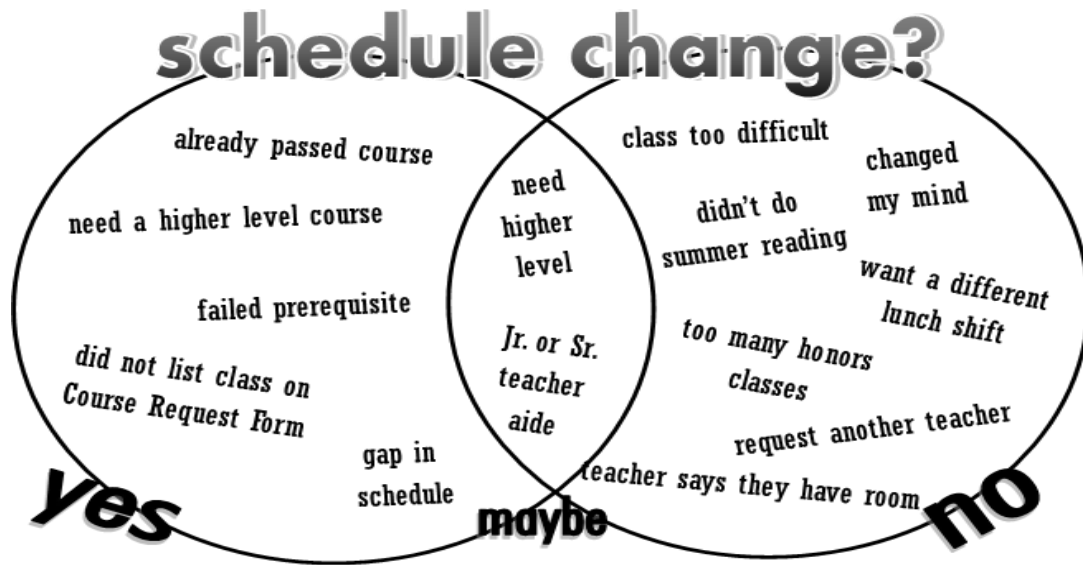 schedule change?
already passed course
need a higher level course
failed prerequisite
did not list class on
Course Request Form
gap in
schedule
yes
need
higher
level
Jr. or Sr.
teacher
aide
maybe
class too difficult
changed
my mind
didn't do
summer reading
want a different
lunch shift
too many honors
classes
request another teacher
teacher says they have room
no